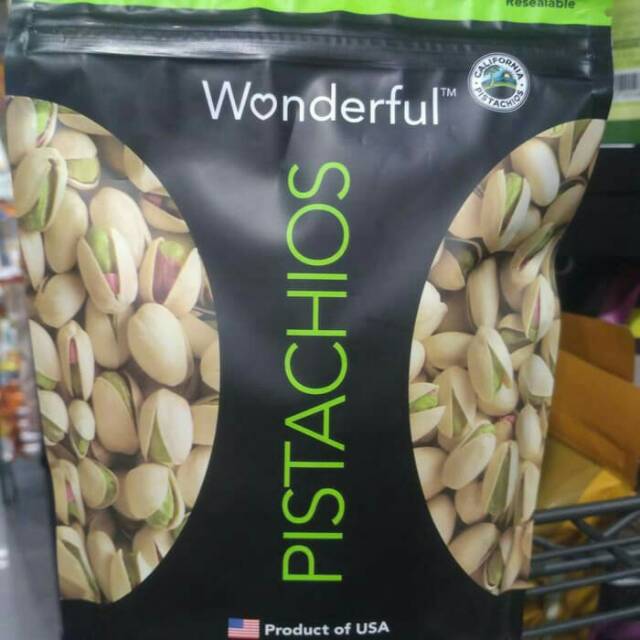 Resealable
Wonderful™
CALIFORNIA
PISTACHIOS
PISTACHIOS
Product of USA